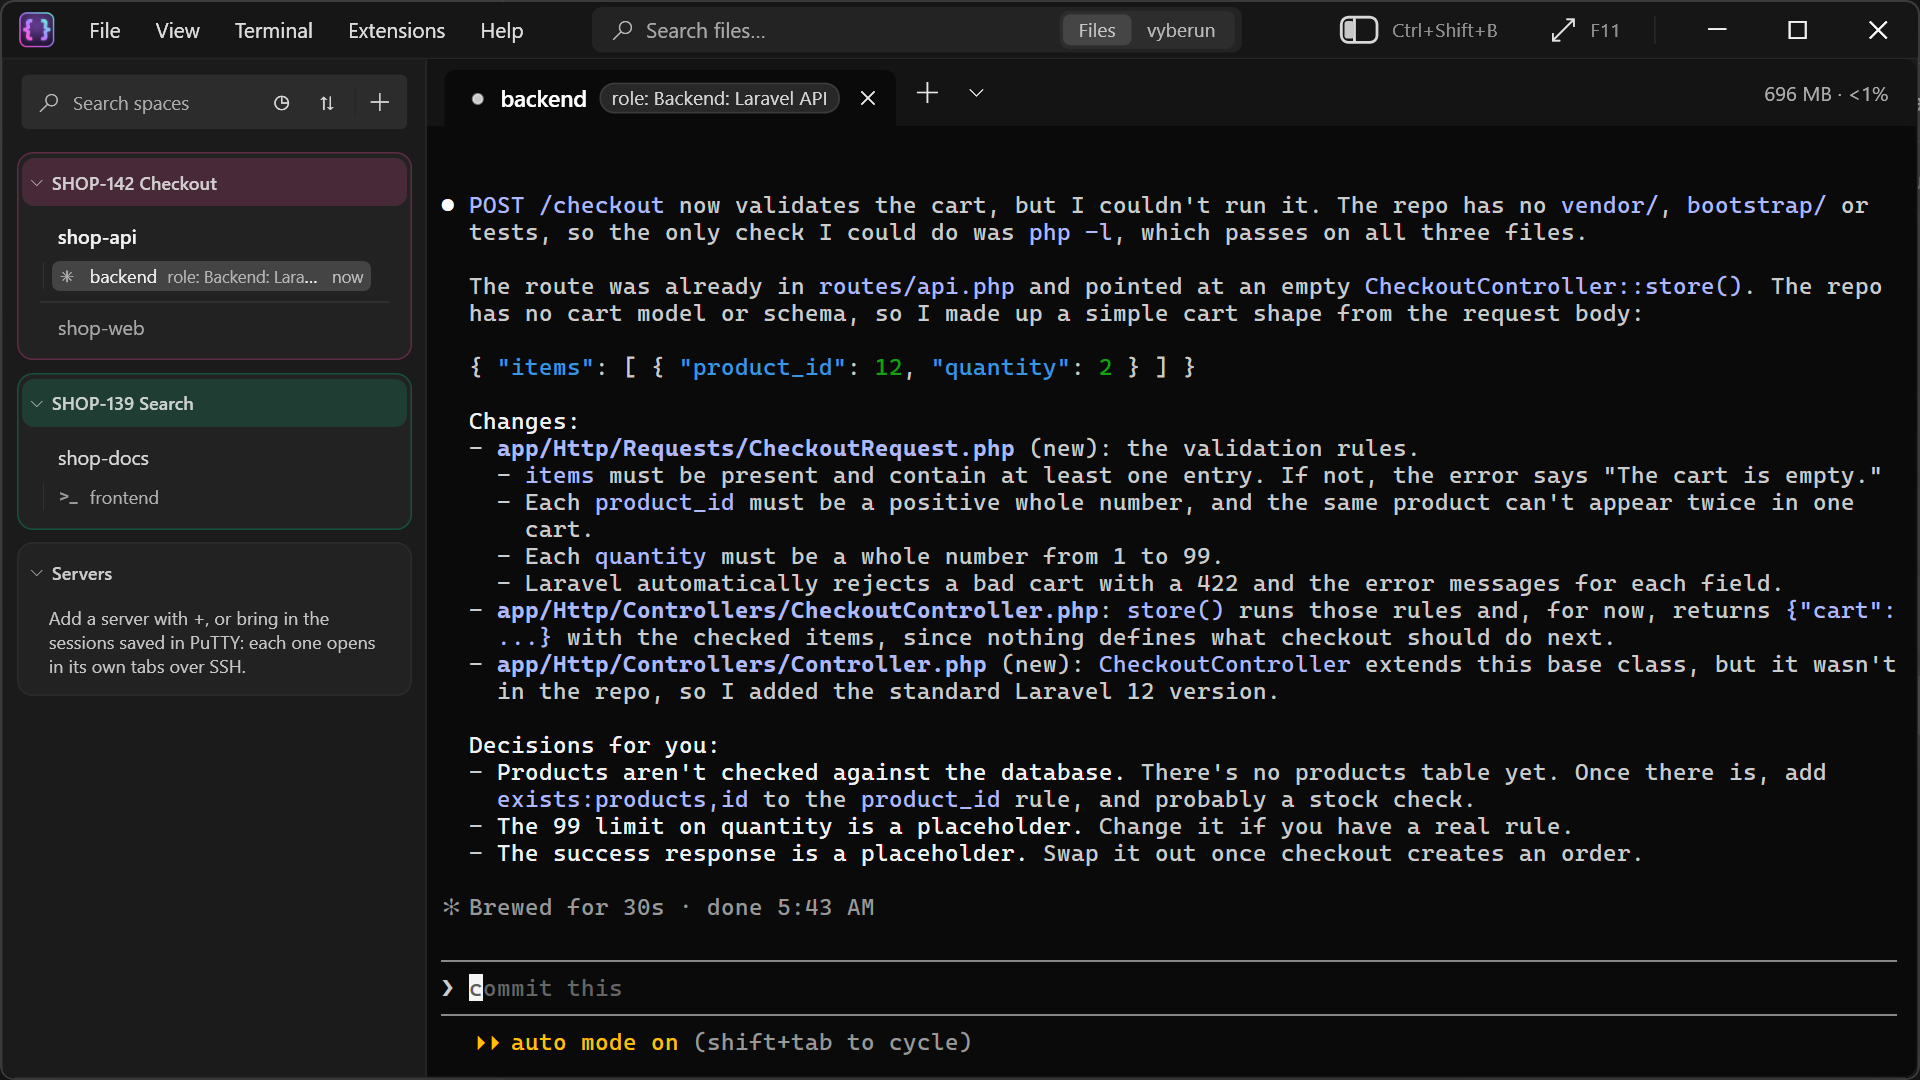 File View Terminal Extensions Help Search files... Files vyberun Ctrl+Shift+B F11
Search spaces
SHOP-142 Checkout
shop-api
backend role: Backend: Lara... now
shop-web
SHOP-139 Search
shop-docs
>_ frontend
Servers
Add a server with +, or bring in the
sessions saved in PuTTY: each one opens
in its own tabs over SSH.
backend role: Backend: Laravel API
696 MB · <1%
● POST /checkout now validates the cart, but I couldn't run it. The repo has no vendor/, bootstrap/ or
tests, so the only check I could do was php -l, which passes on all three files.
The route was already in routes/api.php and pointed at an empty CheckoutController::store(). The repo
has no cart model or schema, so I made up a simple cart shape from the request body:
{ "items": [ { "product_id": 12, "quantity": 2 } ] }
Changes:
- app/Http/Requests/CheckoutRequest.php (new): the validation rules.
- items must be present and contain at least one entry. If not, the error says "The cart is empty."
- Each product_id must be a positive whole number, and the same product can't appear twice in one
cart.
- Each quantity must be a whole number from 1 to 99.
- Laravel automatically rejects a bad cart with a 422 and the error messages for each field.
- app/Http/Controllers/CheckoutController.php: store() runs those rules and, for now, returns {"cart":
...} with the checked items, since nothing defines what checkout should do next.
- app/Http/Controllers/Controller.php (new): CheckoutController extends this base class, but it wasn't
in the repo, so I added the standard Laravel 12 version.
Decisions for you:
- Products aren't checked against the database. There's no products table yet. Once there is, add
exists:products,id to the product_id rule, and probably a stock check.
- The 99 limit on quantity is a placeholder. Change it if you have a real rule.
- The success response is a placeholder. Swap it out once checkout creates an order.
✻ Brewed for 30s · done 5:43 AM
❯ commit this
⏵⏵ auto mode on (shift+tab to cycle)